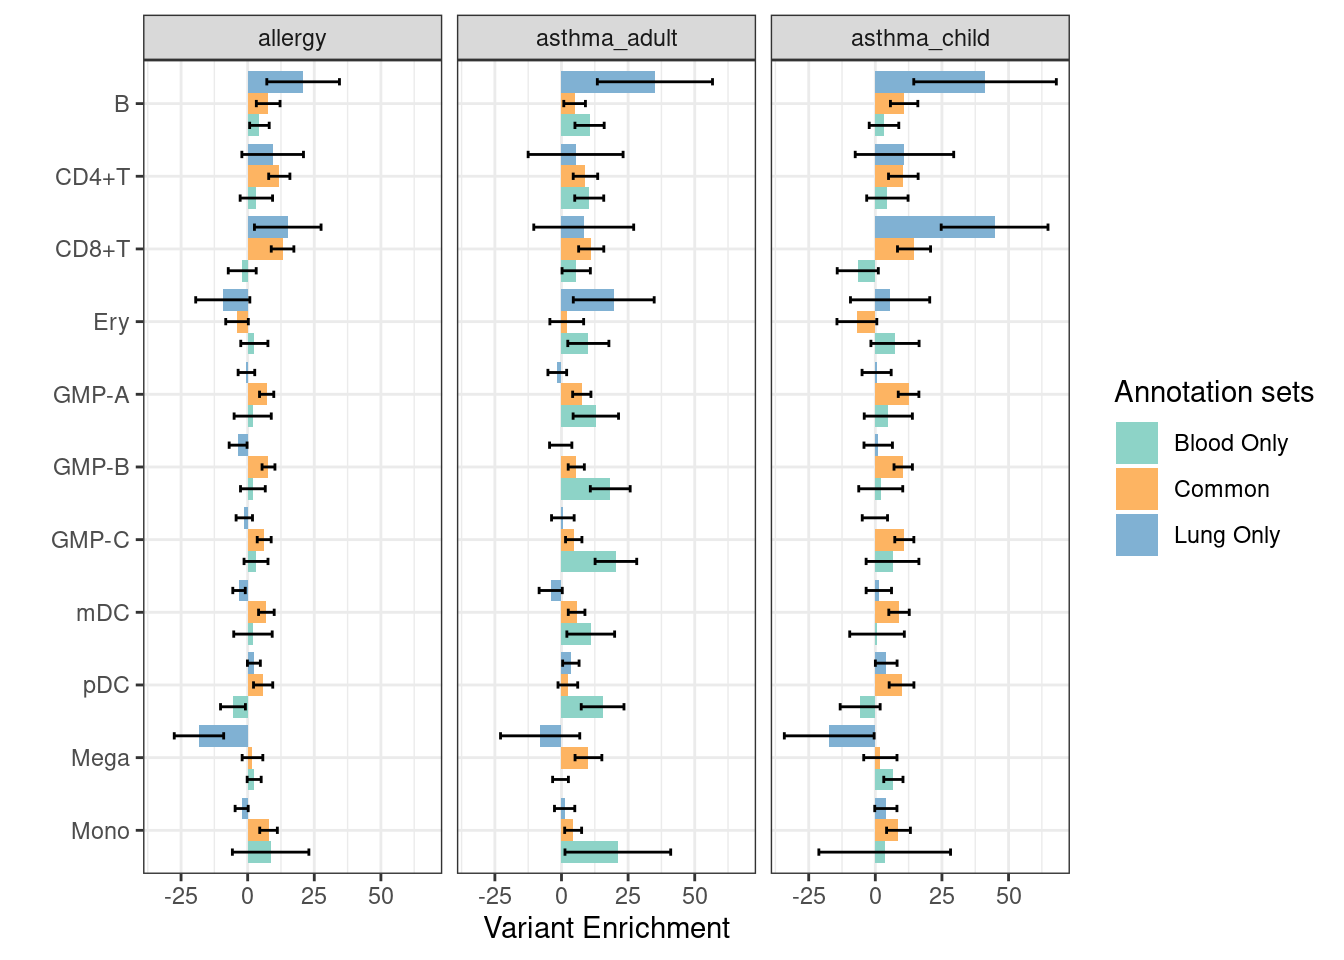 allergy asthma_adult asthma_child
B
CD4+T
CD8+T
Ery
GMP-A
GMP-B
GMP-C
mDC
pDC
Mega
Mono
-25 0 25 50 -25 0 25 50 -25 0 25 50
Variant Enrichment
Annotation sets
Blood Only
Common
Lung Only